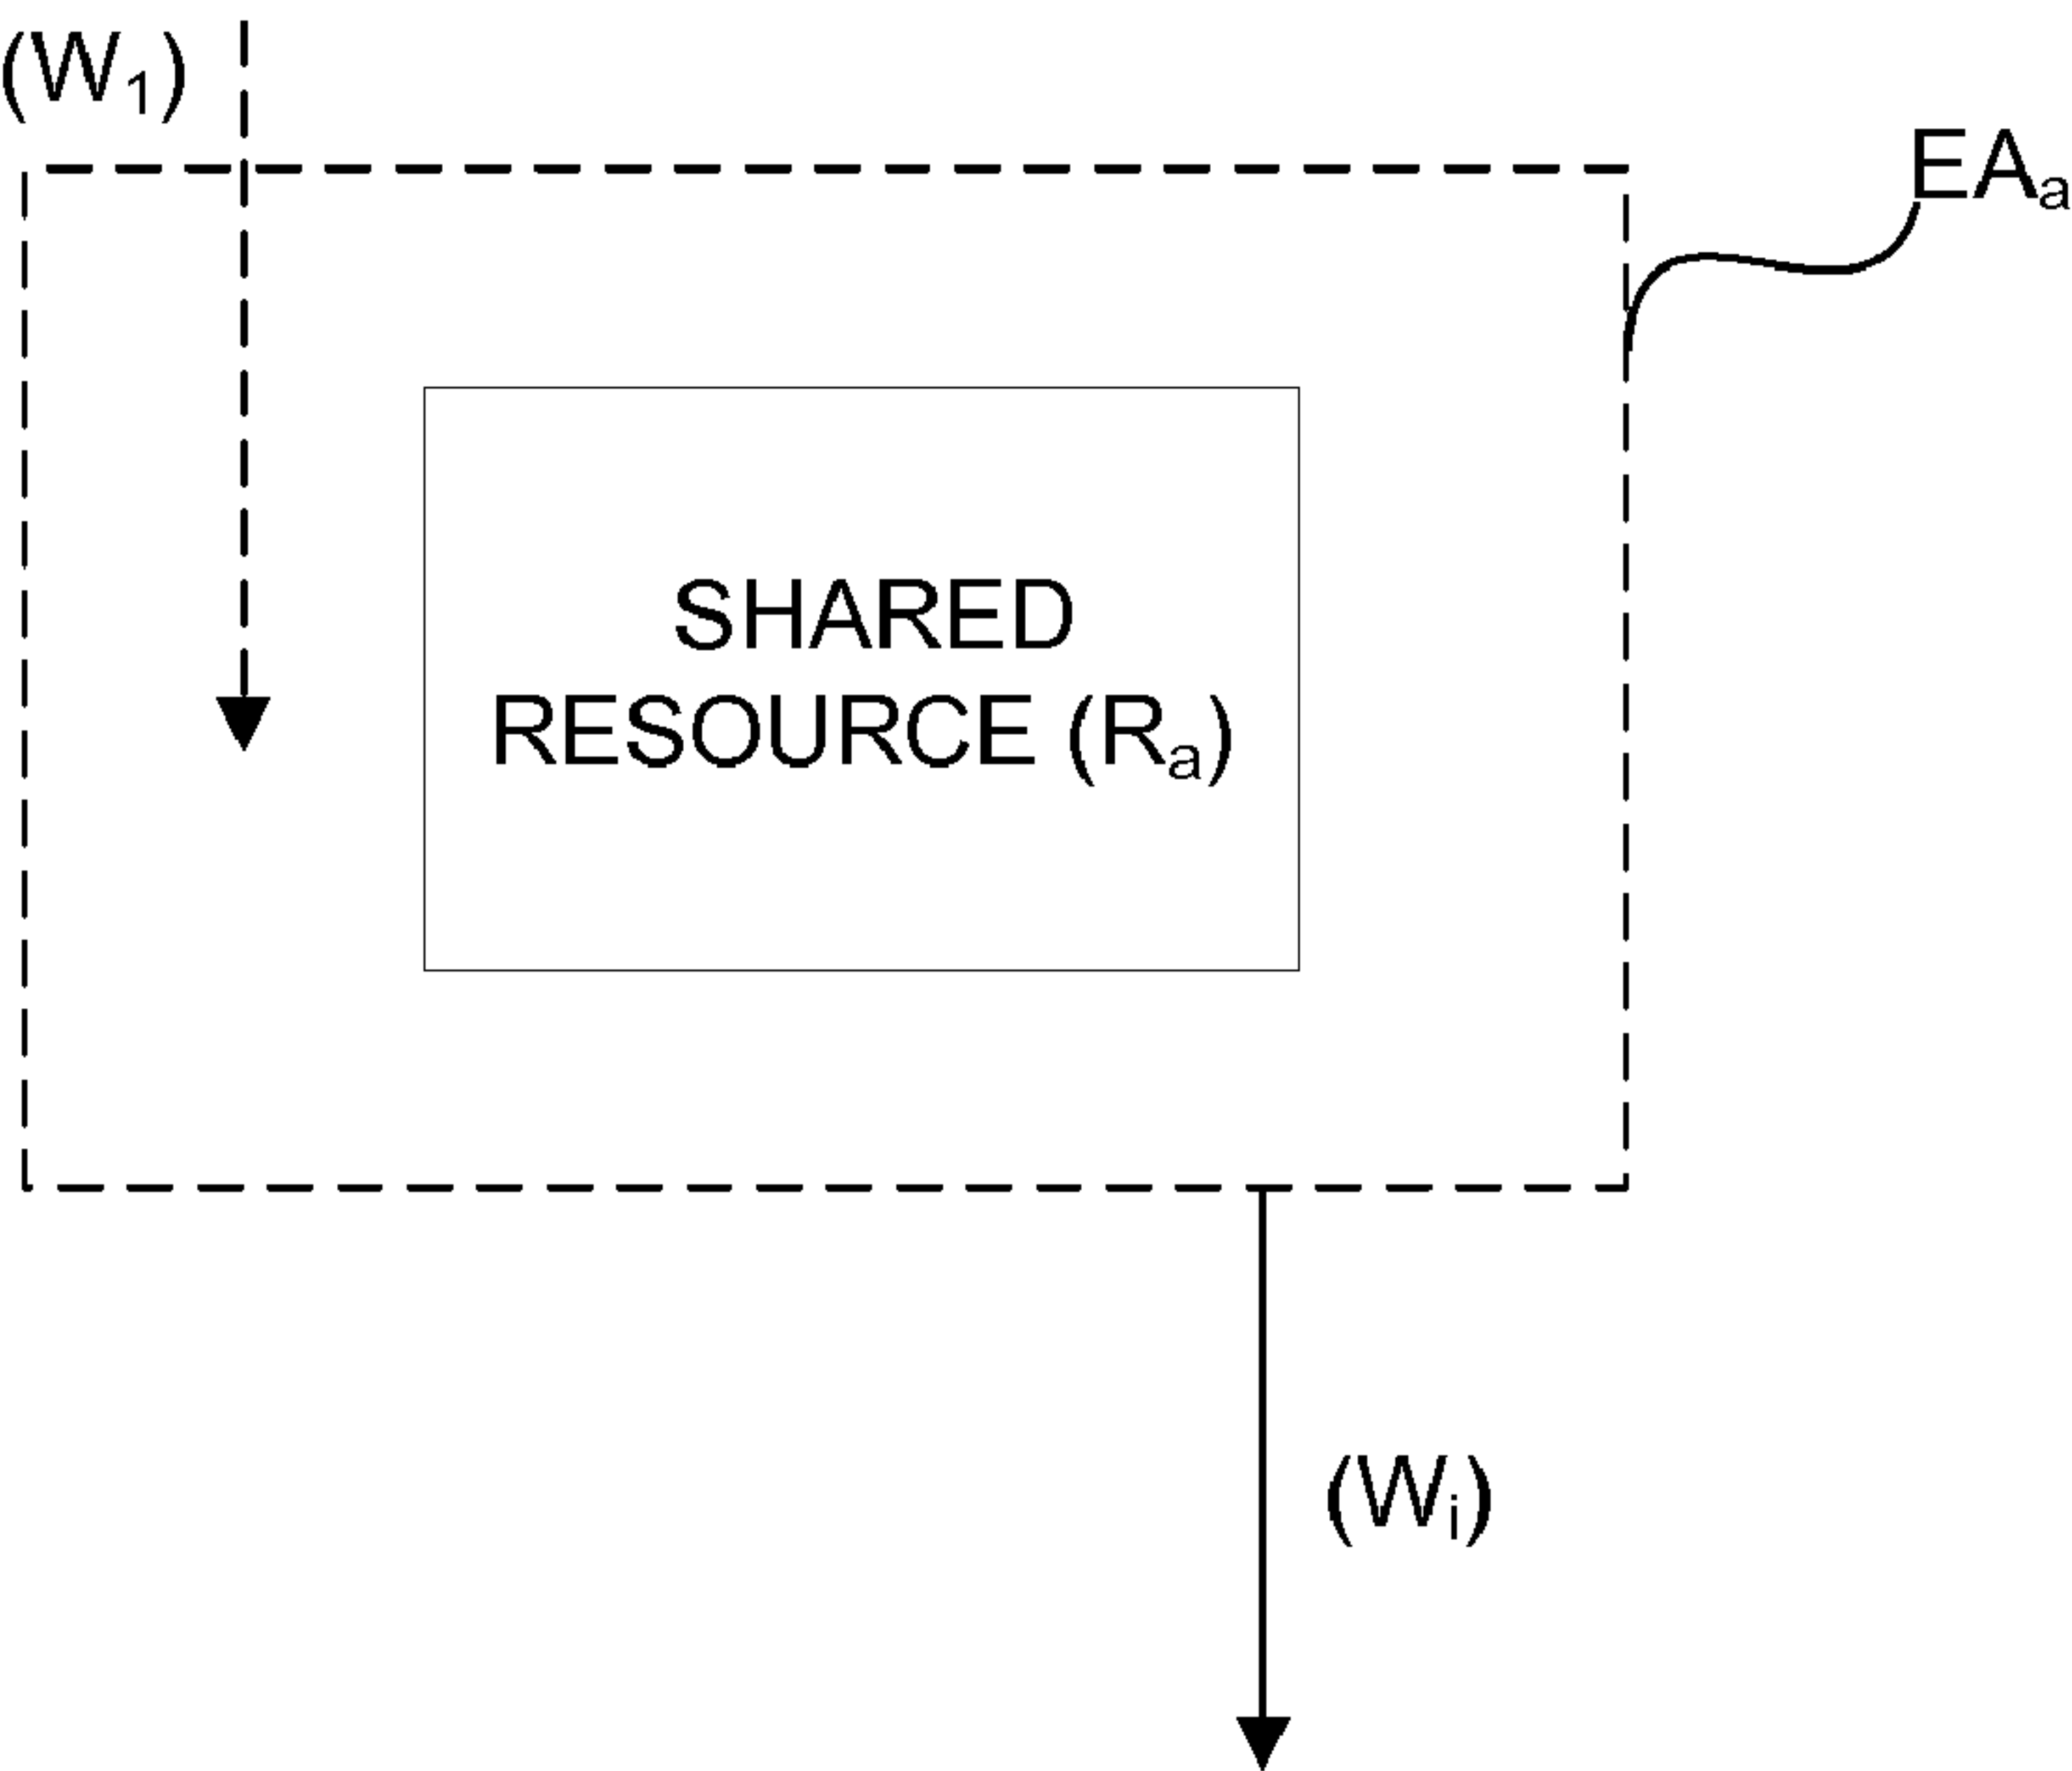 (W₁)
EAₐ
SHARED
RESOURCE (Rₐ)
(Wᵢ)